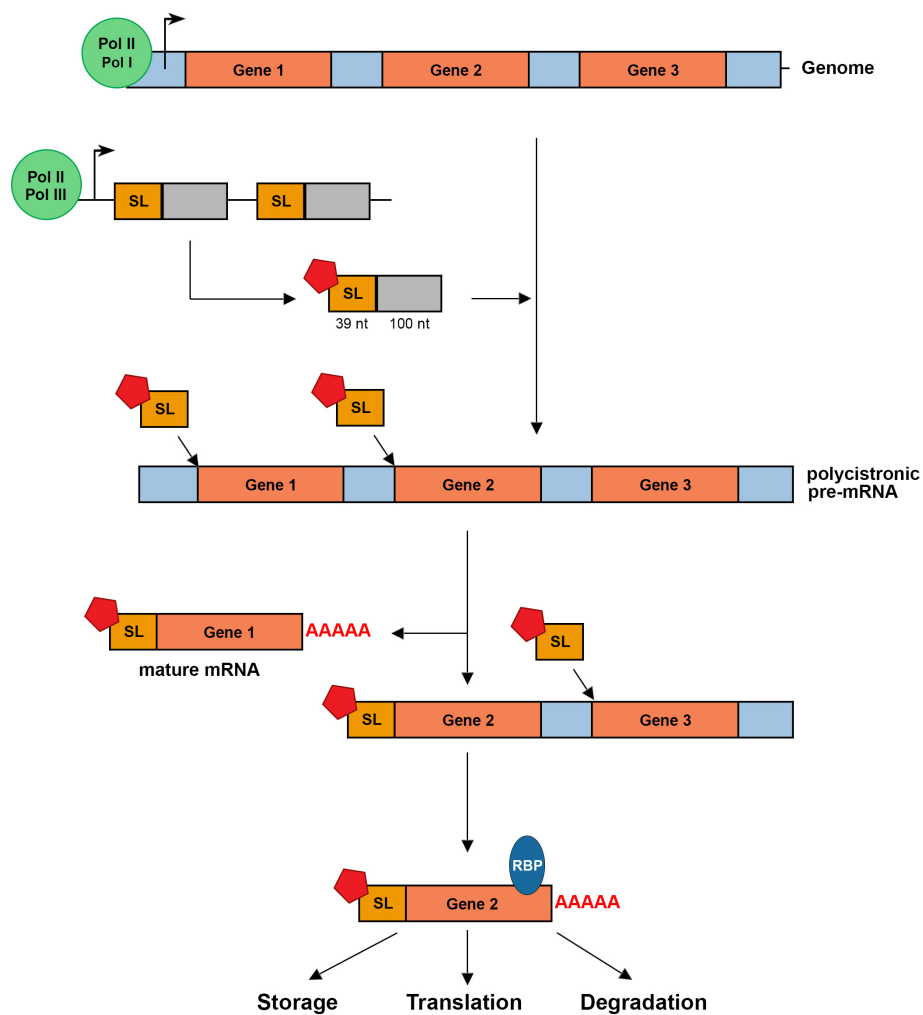 Pol II
Pol I
Gene 1
Gene 2
Gene 3
Genome
Pol II
Pol III
SL
SL
SL
39 nt
100 nt
SL
SL
Gene 1
Gene 2
Gene 3
polycistronic
pre-mRNA
SL
Gene 1
AAAAA
mature mRNA
SL
SL
Gene 2
Gene 3
RBP
SL
Gene 2
AAAAA
Storage
Translation
Degradation